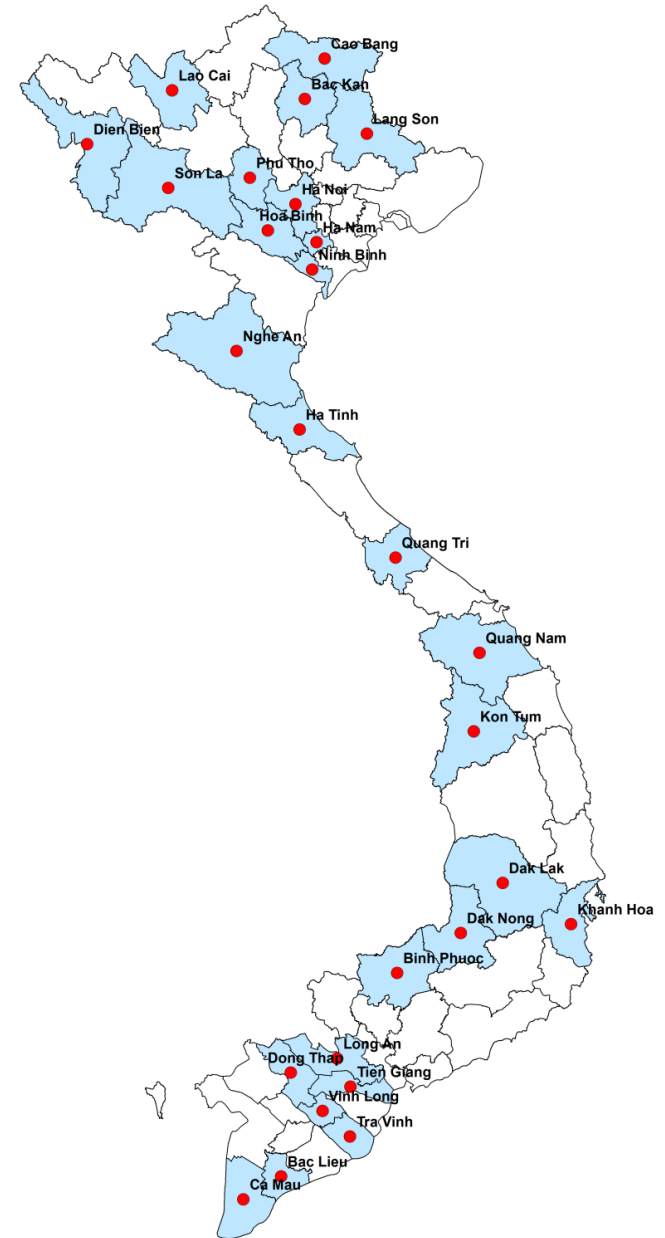 Cao Bang
Lao Cai
Bac Kan
Lang Son
Dien Bien
Phu Tho
Son La
Ha Noi
Hoa Binh
Ha Nam
Ninh Binh
Nghe An
Ha Tinh
Quang Tri
Quang Nam
Kon Tum
Dak Lak
Khanh Hoa
Dak Nong
Binh Phuoc
Long An
Dong Thap
Tien Giang
Vinh Long
Tra Vinh
Bac Lieu
Ca Mau